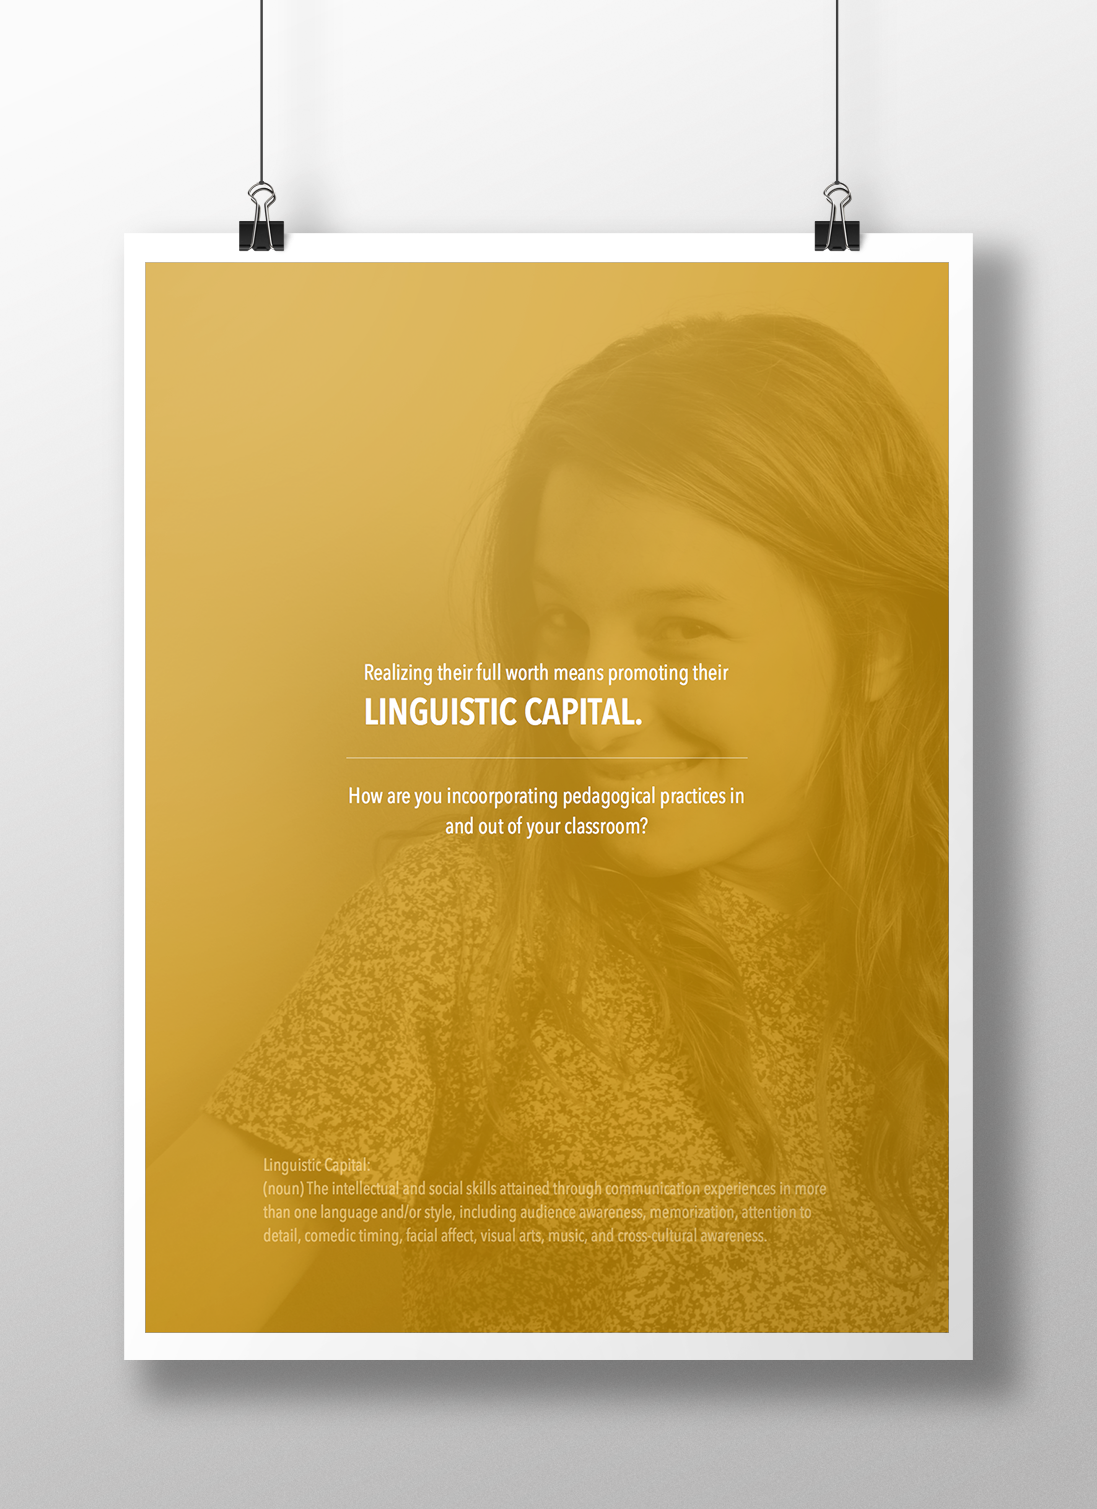 Realizing their full worth means promoting their
LINGUISTIC CAPITAL.
How are you incoorporating pedagogical practices in
and out of your classroom?
Linguistic Capital:
(noun) The intellectual and social skills attained through communication experiences in more
than one language and/or style, including audience awareness, memorization, attention to
detail, comedic timing, facial affect, visual arts, music, and cross-cultural awareness.